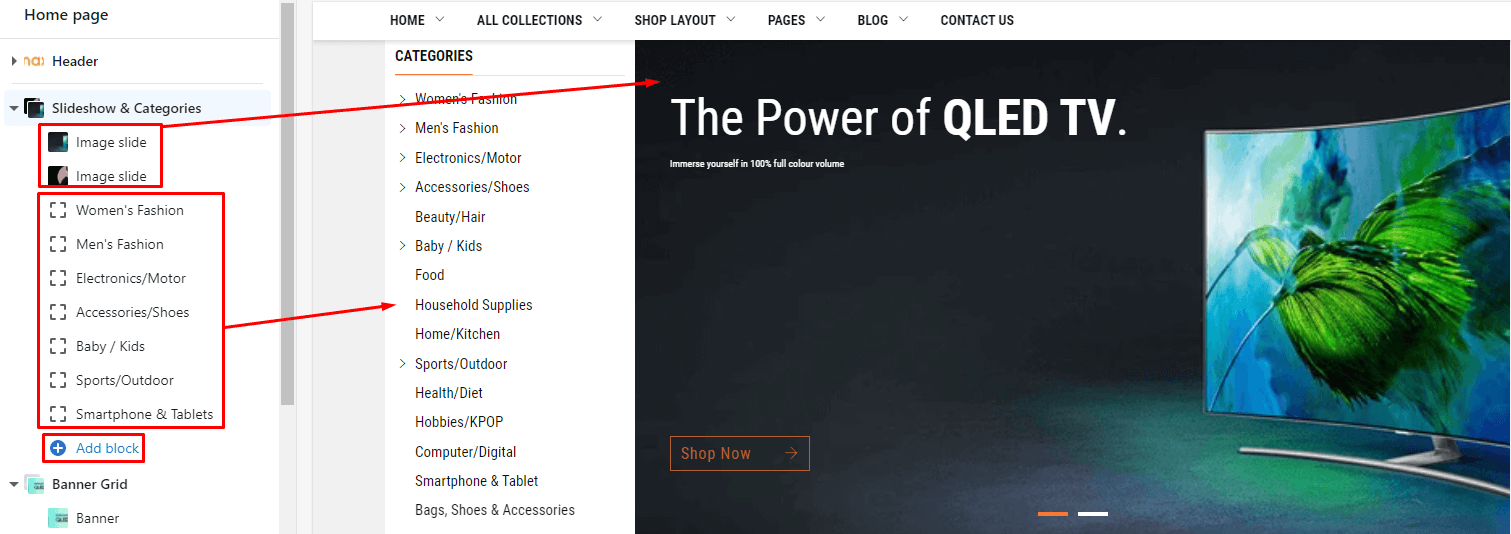 Home page
Header
Slideshow & Categories
Image slide
Image slide
Women's Fashion
Men's Fashion
Electronics/Motor
Accessories/Shoes
Baby / Kids
Sports/Outdoor
Smartphone & Tablets
Add block
Banner Grid
Banner
HOME ALL COLLECTIONS SHOP LAYOUT PAGES BLOG CONTACT US
CATEGORIES
Women's Fashion
Men's Fashion
Electronics/Motor
Accessories/Shoes
Beauty/Hair
Baby / Kids
Food
Household Supplies
Home/Kitchen
Sports/Outdoor
Health/Diet
Hobbies/KPOP
Computer/Digital
Smartphone & Tablet
Bags, Shoes & Accessories
The Power of QLED TV.
Immerse yourself in 100% full colour volume
Shop Now